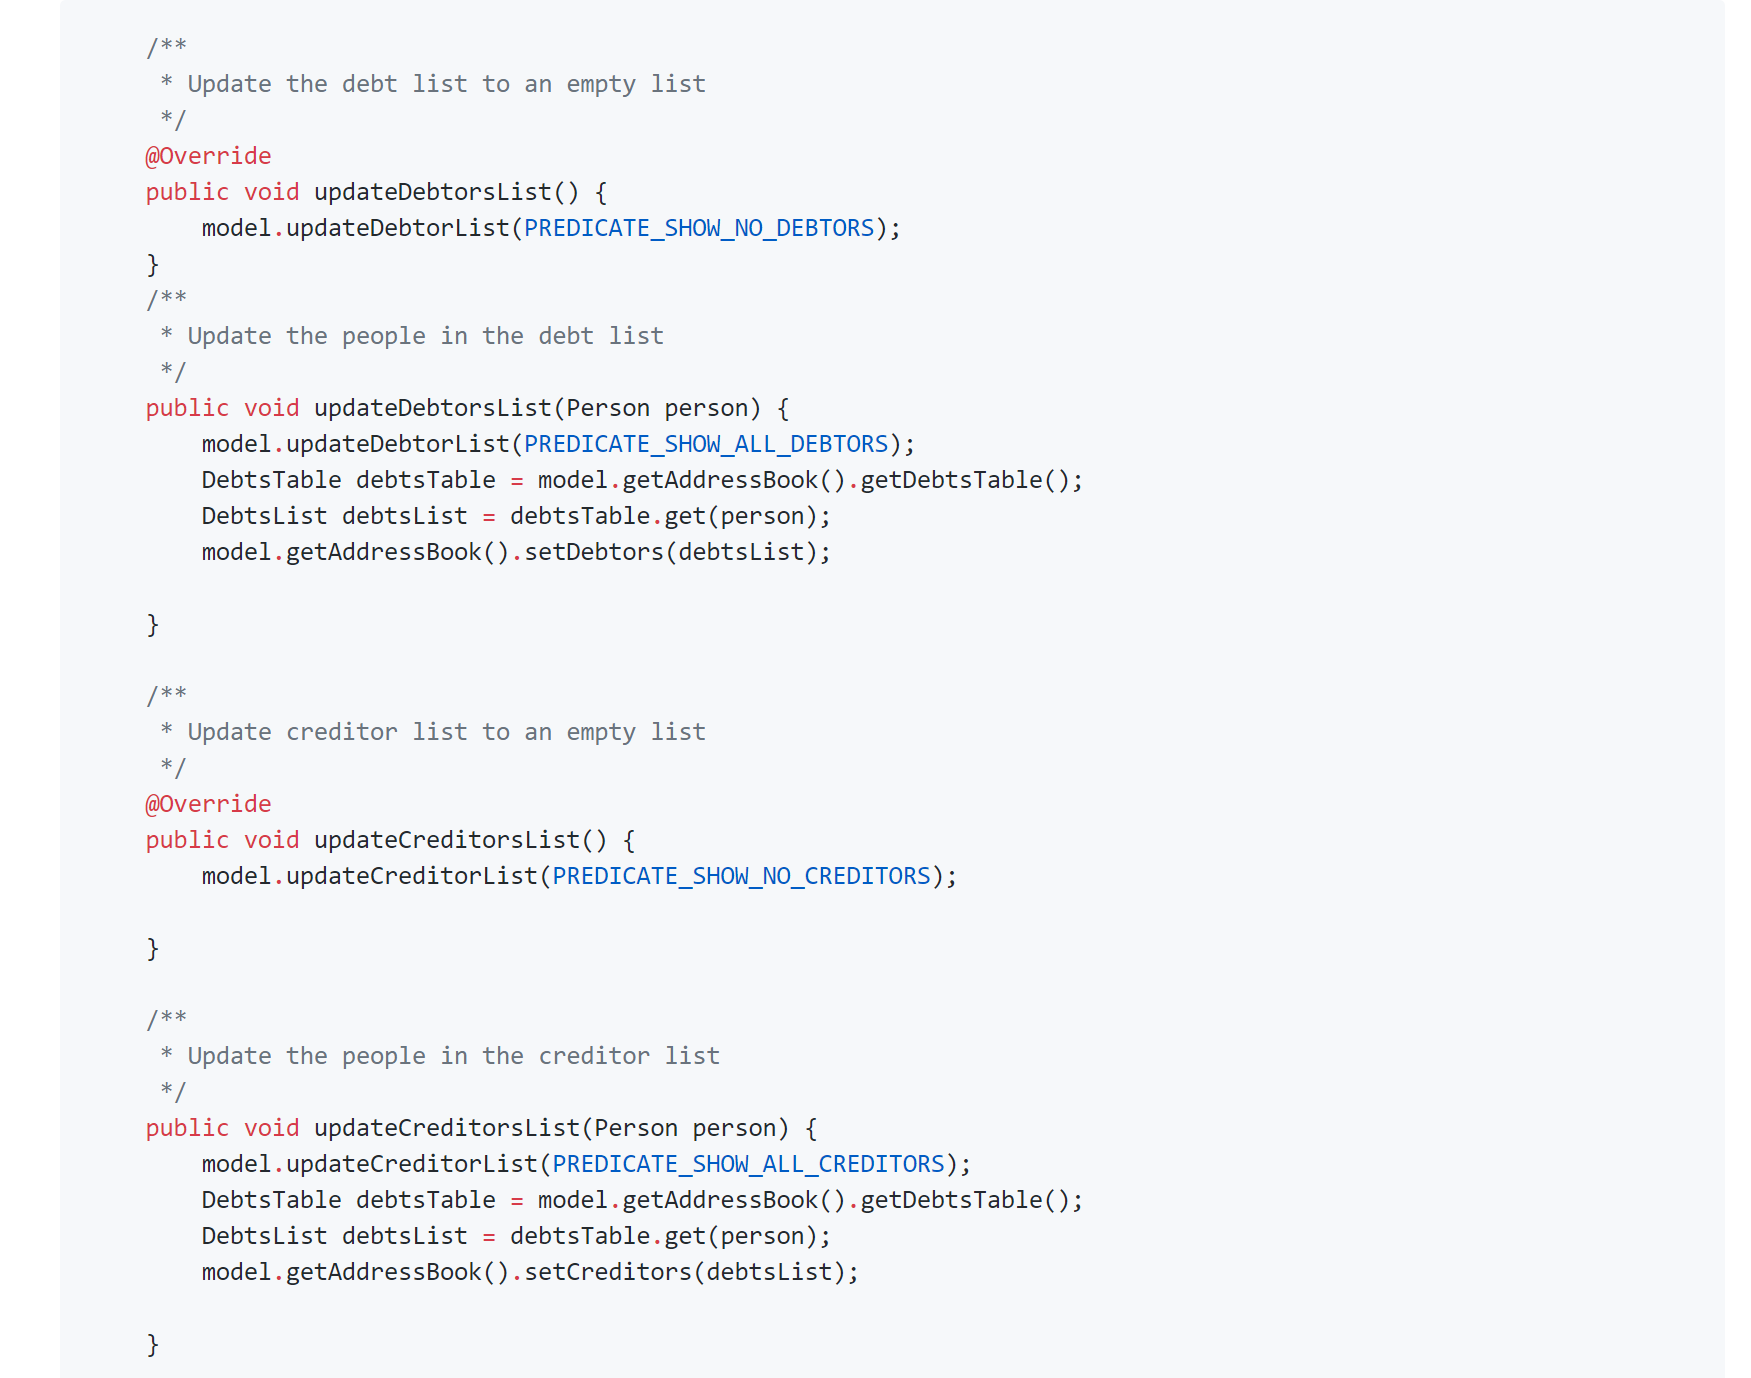 /**
 * Update the debt list to an empty list
 */
@Override
public void updateDebtorsList() {
    model.updateDebtorList(PREDICATE_SHOW_NO_DEBTORS);
}
/**
 * Update the people in the debt list
 */
public void updateDebtorsList(Person person) {
    model.updateDebtorList(PREDICATE_SHOW_ALL_DEBTORS);
    DebtsTable debtsTable = model.getAddressBook().getDebtsTable();
    DebtsList debtsList = debtsTable.get(person);
    model.getAddressBook().setDebtors(debtsList);

}

/**
 * Update creditor list to an empty list
 */
@Override
public void updateCreditorsList() {
    model.updateCreditorList(PREDICATE_SHOW_NO_CREDITORS);

}

/**
 * Update the people in the creditor list
 */
public void updateCreditorsList(Person person) {
    model.updateCreditorList(PREDICATE_SHOW_ALL_CREDITORS);
    DebtsTable debtsTable = model.getAddressBook().getDebtsTable();
    DebtsList debtsList = debtsTable.get(person);
    model.getAddressBook().setCreditors(debtsList);

}